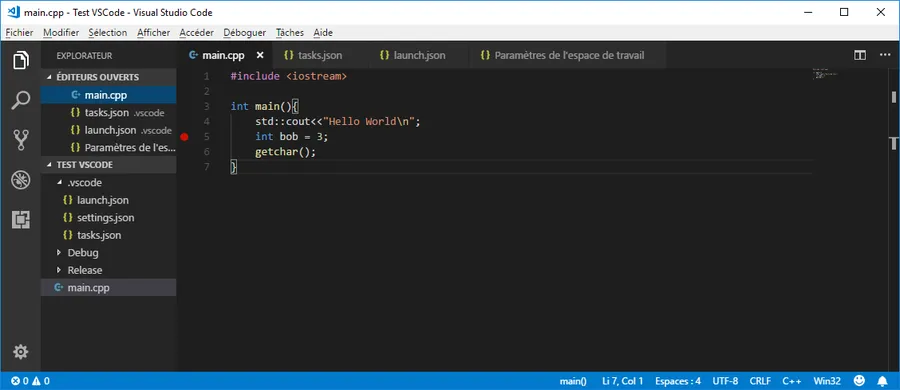 main.cpp - Test VSCode - Visual Studio Code
Fichier Modifier Sélection Afficher Accéder Déboguer Tâches Aide
EXPLORATEUR
ÉDITEURS OUVERTS
main.cpp
tasks.json .vscode
launch.json .vscode
Paramètres de l'es...
TEST VSCODE
.vscode
launch.json
settings.json
tasks.json
Debug
Release
main.cpp
main.cpp tasks.json launch.json Paramètres de l'espace de travail
1 #include <iostream>
2
3 int main(){
4 std::cout<<"Hello World\n";
5 int bob = 3;
6 getchar();
7 }
0 0 main() Li 7, Col 1 Espaces : 4 UTF-8 CRLF C++ Win32